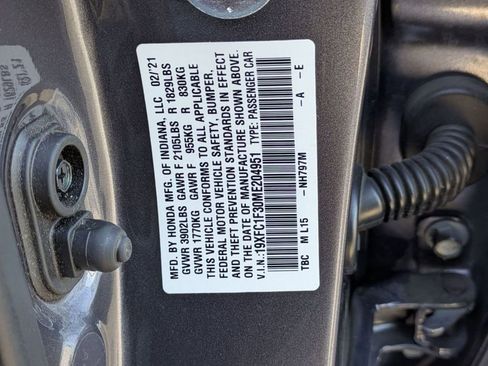 MFD. BY HONDA MFG. OF INDIANA, LLC 02/'21
GVWR 3902LBS GAWR F 2105LBS R 1829LBS
GVWR 1770KG GAWR F 955KG R 830KG
THIS VEHICLE CONFORMS TO ALL APPLICABLE
FEDERAL MOTOR VEHICLE SAFETY, BUMPER,
AND THEFT PREVENTION STANDARDS IN EFFECT
ON THE DATE OF MANUFACTURE SHOWN ABOVE.
V.I.N.:19XFC1F30ME204951 TYPE: PASSENGER CAR
TBC M L15 - NH797M - A - E